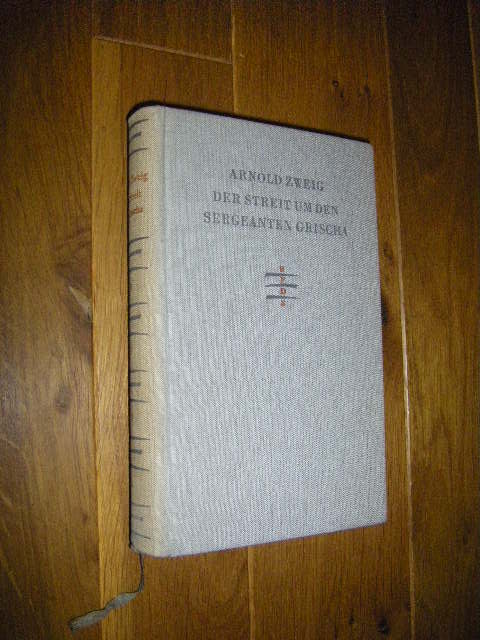 ARNOLD ZWEIG
DER STREIT UM DEN
SERGEANTEN GRISCHA